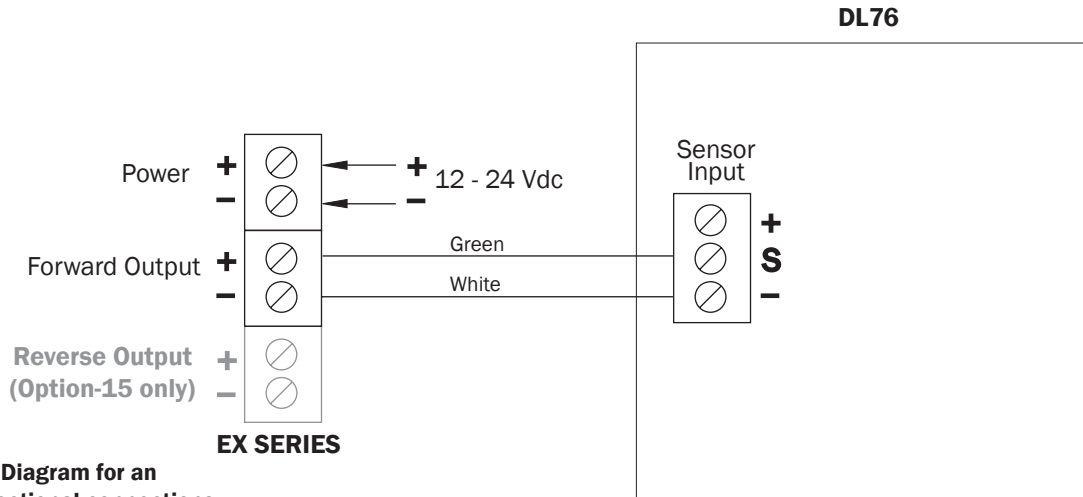 DL76
Power
+
−
+
−
12 - 24 Vdc
Sensor
Input
+
S
−
Forward Output
+
−
Green
White
Reverse Output
(Option-15 only)
+
−
EX SERIES
Diagram for an
connections